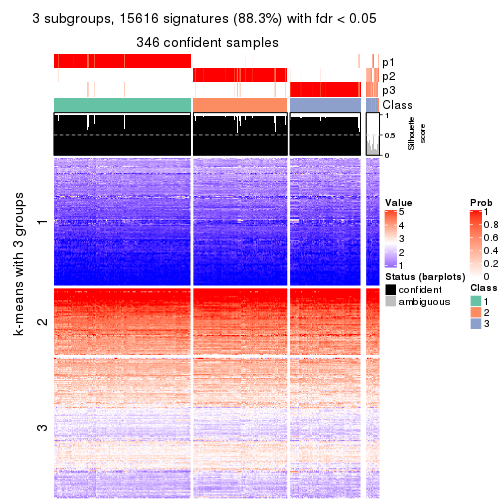 3 subgroups, 15616 signatures (88.3%) with fdr < 0.05
346 confident samples
p1
p2
p3
Class
1
0.5
0
Silhouette
score
k-means with 3 groups
1
2
3
Value
5
4
3
2
1
Status (barplots)
confident
ambiguous
Prob
1
0.8
0.6
0.4
0.2
0
Class
1
2
3